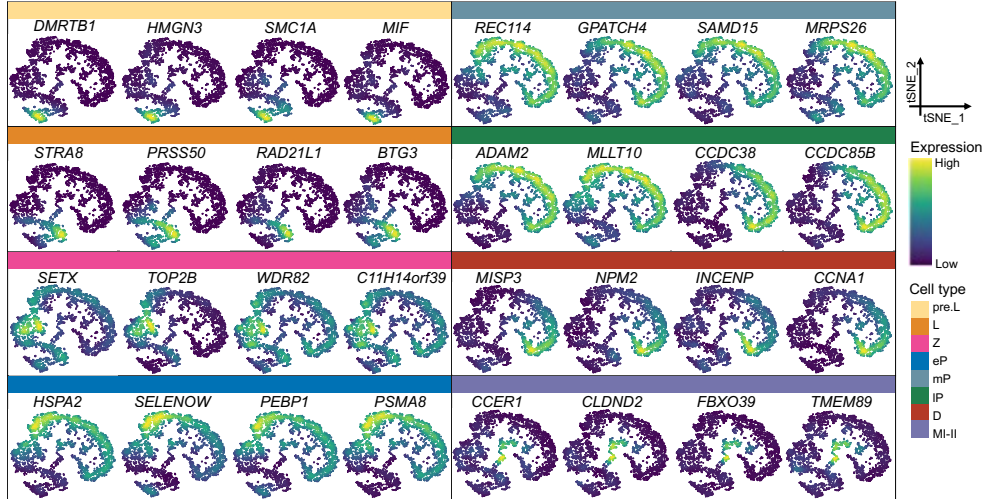 DMRTB1 HMGN3 SMC1A MIF
REC114 GPATCH4 SAMD15 MRPS26
STRA8 PRSS50 RAD21L1 BTG3
ADAM2 MLLT10 CCDC38 CCDC85B
SETX TOP2B WDR82 C11H14orf39
MISP3 NPM2 INCENP CCNA1
HSPA2 SELENOW PEBP1 PSMA8
CCER1 CLDND2 FBXO39 TMEM89
tSNE_2
tSNE_1
Expression
High
Low
Cell type
pre.L
L
Z
eP
mP
lP
D
MI-II